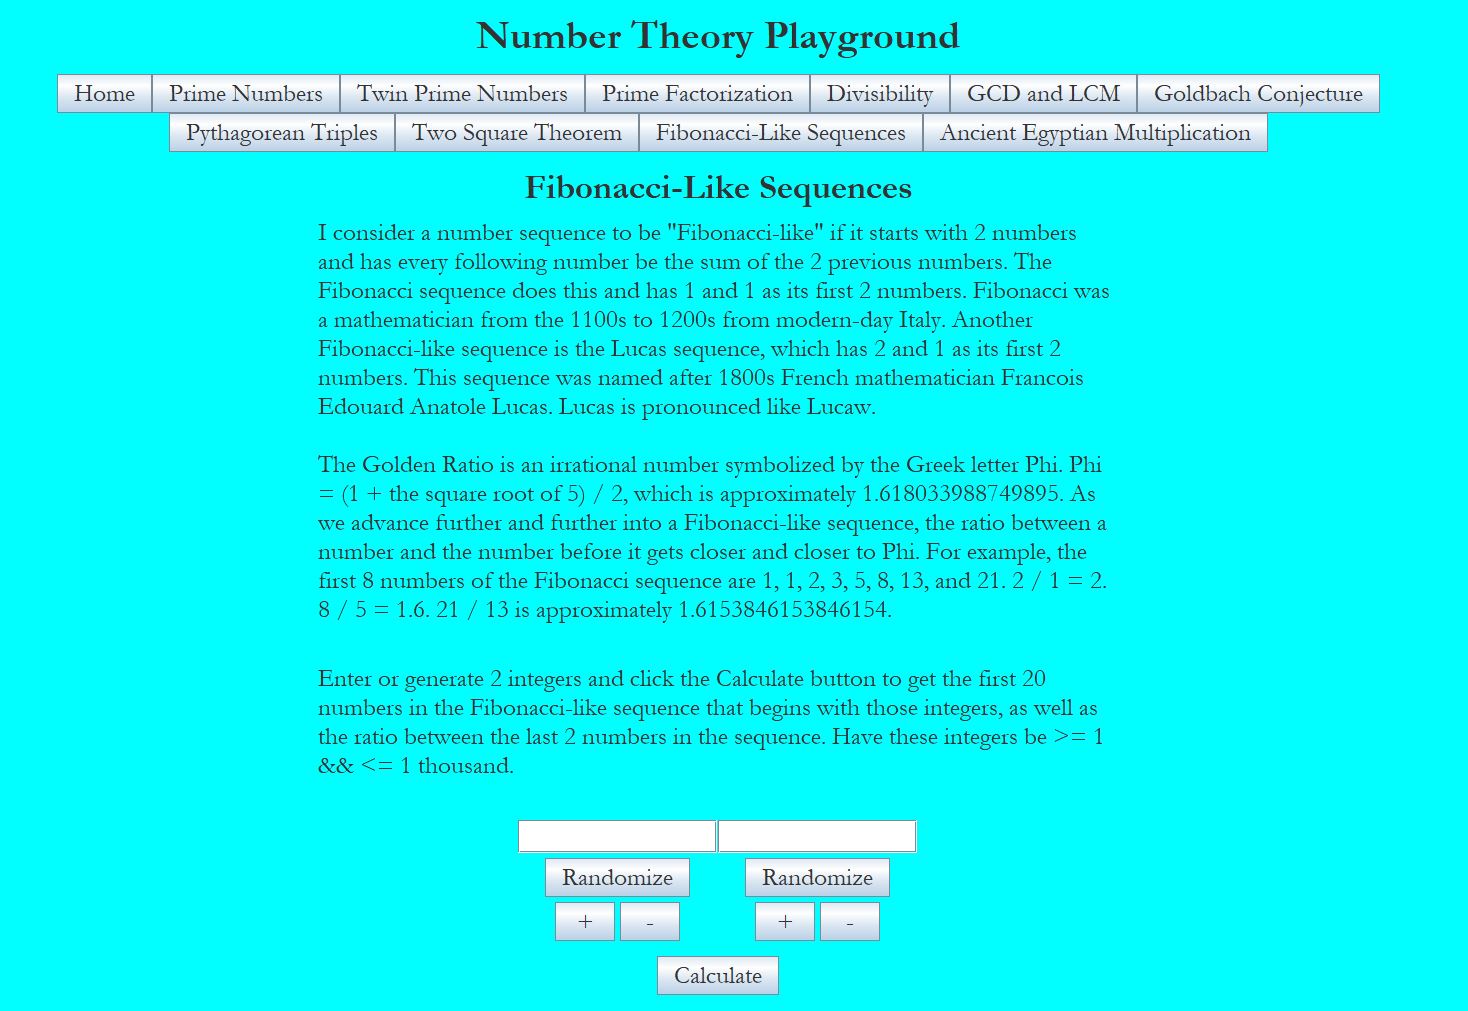 Number Theory Playground
Home Prime Numbers Twin Prime Numbers Prime Factorization Divisibility GCD and LCM Goldbach Conjecture
Pythagorean Triples Two Square Theorem Fibonacci-Like Sequences Ancient Egyptian Multiplication
Fibonacci-Like Sequences
I consider a number sequence to be "Fibonacci-like" if it starts with 2 numbers
and has every following number be the sum of the 2 previous numbers. The
Fibonacci sequence does this and has 1 and 1 as its first 2 numbers. Fibonacci was
a mathematician from the 1100s to 1200s from modern-day Italy. Another
Fibonacci-like sequence is the Lucas sequence, which has 2 and 1 as its first 2
numbers. This sequence was named after 1800s French mathematician Francois
Edouard Anatole Lucas. Lucas is pronounced like Lucaw.
The Golden Ratio is an irrational number symbolized by the Greek letter Phi. Phi
= (1 + the square root of 5) / 2, which is approximately 1.618033988749895. As
we advance further and further into a Fibonacci-like sequence, the ratio between a
number and the number before it gets closer and closer to Phi. For example, the
first 8 numbers of the Fibonacci sequence are 1, 1, 2, 3, 5, 8, 13, and 21. 2 / 1 = 2.
8 / 5 = 1.6. 21 / 13 is approximately 1.6153846153846154.
Enter or generate 2 integers and click the Calculate button to get the first 20
numbers in the Fibonacci-like sequence that begins with those integers, as well as
the ratio between the last 2 numbers in the sequence. Have these integers be >= 1
&& <= 1 thousand.
Randomize Randomize
+ - + -
Calculate